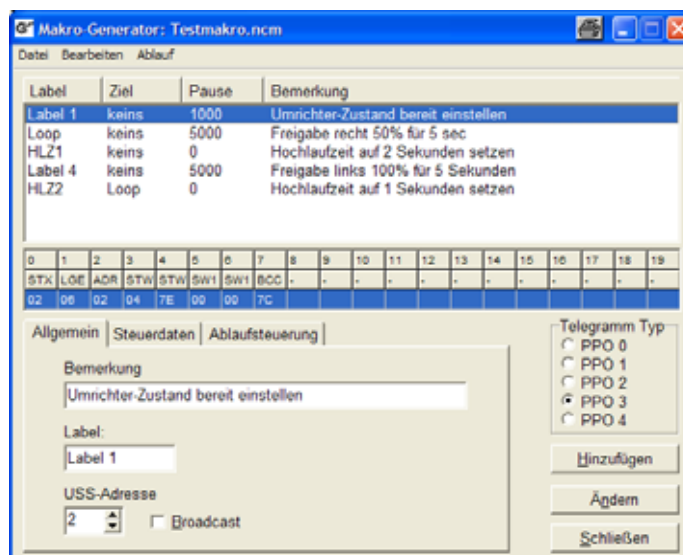 Makro-Generator: Testmakro.ncm
Datei Bearbeiten Ablauf
Label Ziel Pause Bemerkung
Label 1 keins 1000 Umrichter-Zustand bereit einstellen
Loop keins 5000 Freigabe recht 50% für 5 sec
HLZ1 keins 0 Hochlaufzeit auf 2 Sekunden setzen
Label 4 keins 5000 Freigabe links 100% für 5 Sekunden
HLZ2 Loop 0 Hochlaufzeit auf 1 Sekunden setzen
0 1 2 3 4 5 6 7 8 9 10 11 12 13 14 15 16 17 18 19
STX LGE ADR STW STW SW1 SW1 BCC - - - - - - - - - - - -
02 06 02 04 7E 00 00 7C
Allgemein Steuerdaten Ablaufsteuerung
Telegramm Typ
PPO 0
PPO 1
PPO 2
PPO 3
PPO 4
Bemerkung
Umrichter-Zustand bereit einstellen
Label:
Label 1
USS-Adresse
2 Broadcast
Hinzufügen
Ändern
Schließen